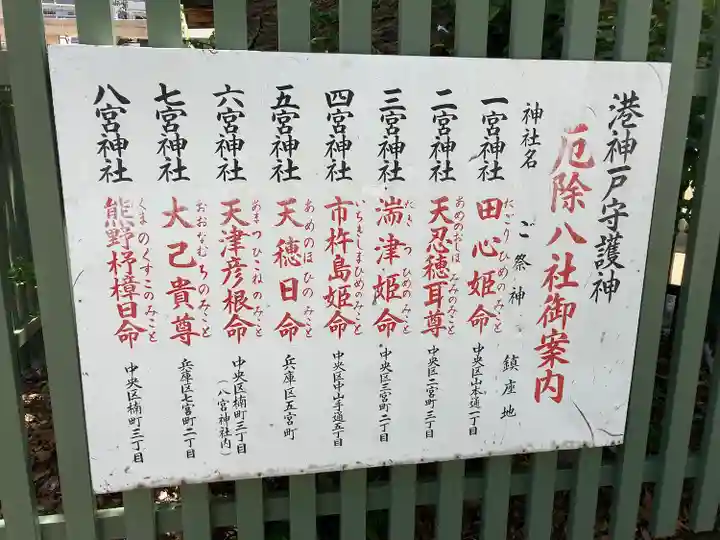 港神戸守護神
厄除八社御案内
神社名 ご祭神 鎮座地
一宮神社 田心姫命 たごりひめのみこと 中央区山本通一丁目
二宮神社 天忍穂耳尊 あめのおしほみみのみこと 中央区二宮町三丁目
三宮神社 湍津姫命 たきつひめのみこと 中央区三宮町二丁目
四宮神社 市杵島姫命 いちきしまひめのみこと 中央区中山手通五丁目
五宮神社 天穂日命 あめのほひのみこと 兵庫区五宮町
六宮神社 天津彦根命 あまつひこねのみこと 中央区楠町三丁目
(八宮神社内)
七宮神社 大己貴尊 おおなむちのみこと 兵庫区七宮町二丁目
八宮神社 熊野杼樟日命 くまのくすこのみこと 中央区楠町三丁目